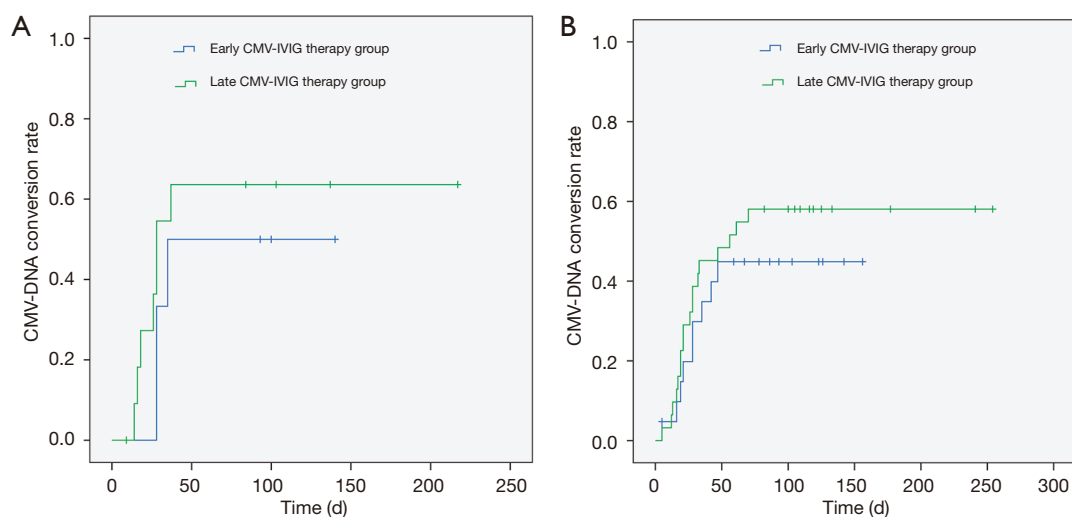 A
CMV-DNA conversion rate
1.0
0.8
0.6
0.4
0.2
0.0
Early CMV-IVIG therapy group
Late CMV-IVIG therapy group
0 50 100 150 200 250
Time (d)
B
CMV-DNA conversion rate
1.0
0.8
0.6
0.4
0.2
0.0
Early CMV-IVIG therapy group
Late CMV-IVIG therapy group
0 50 100 150 200 250 300
Time (d)